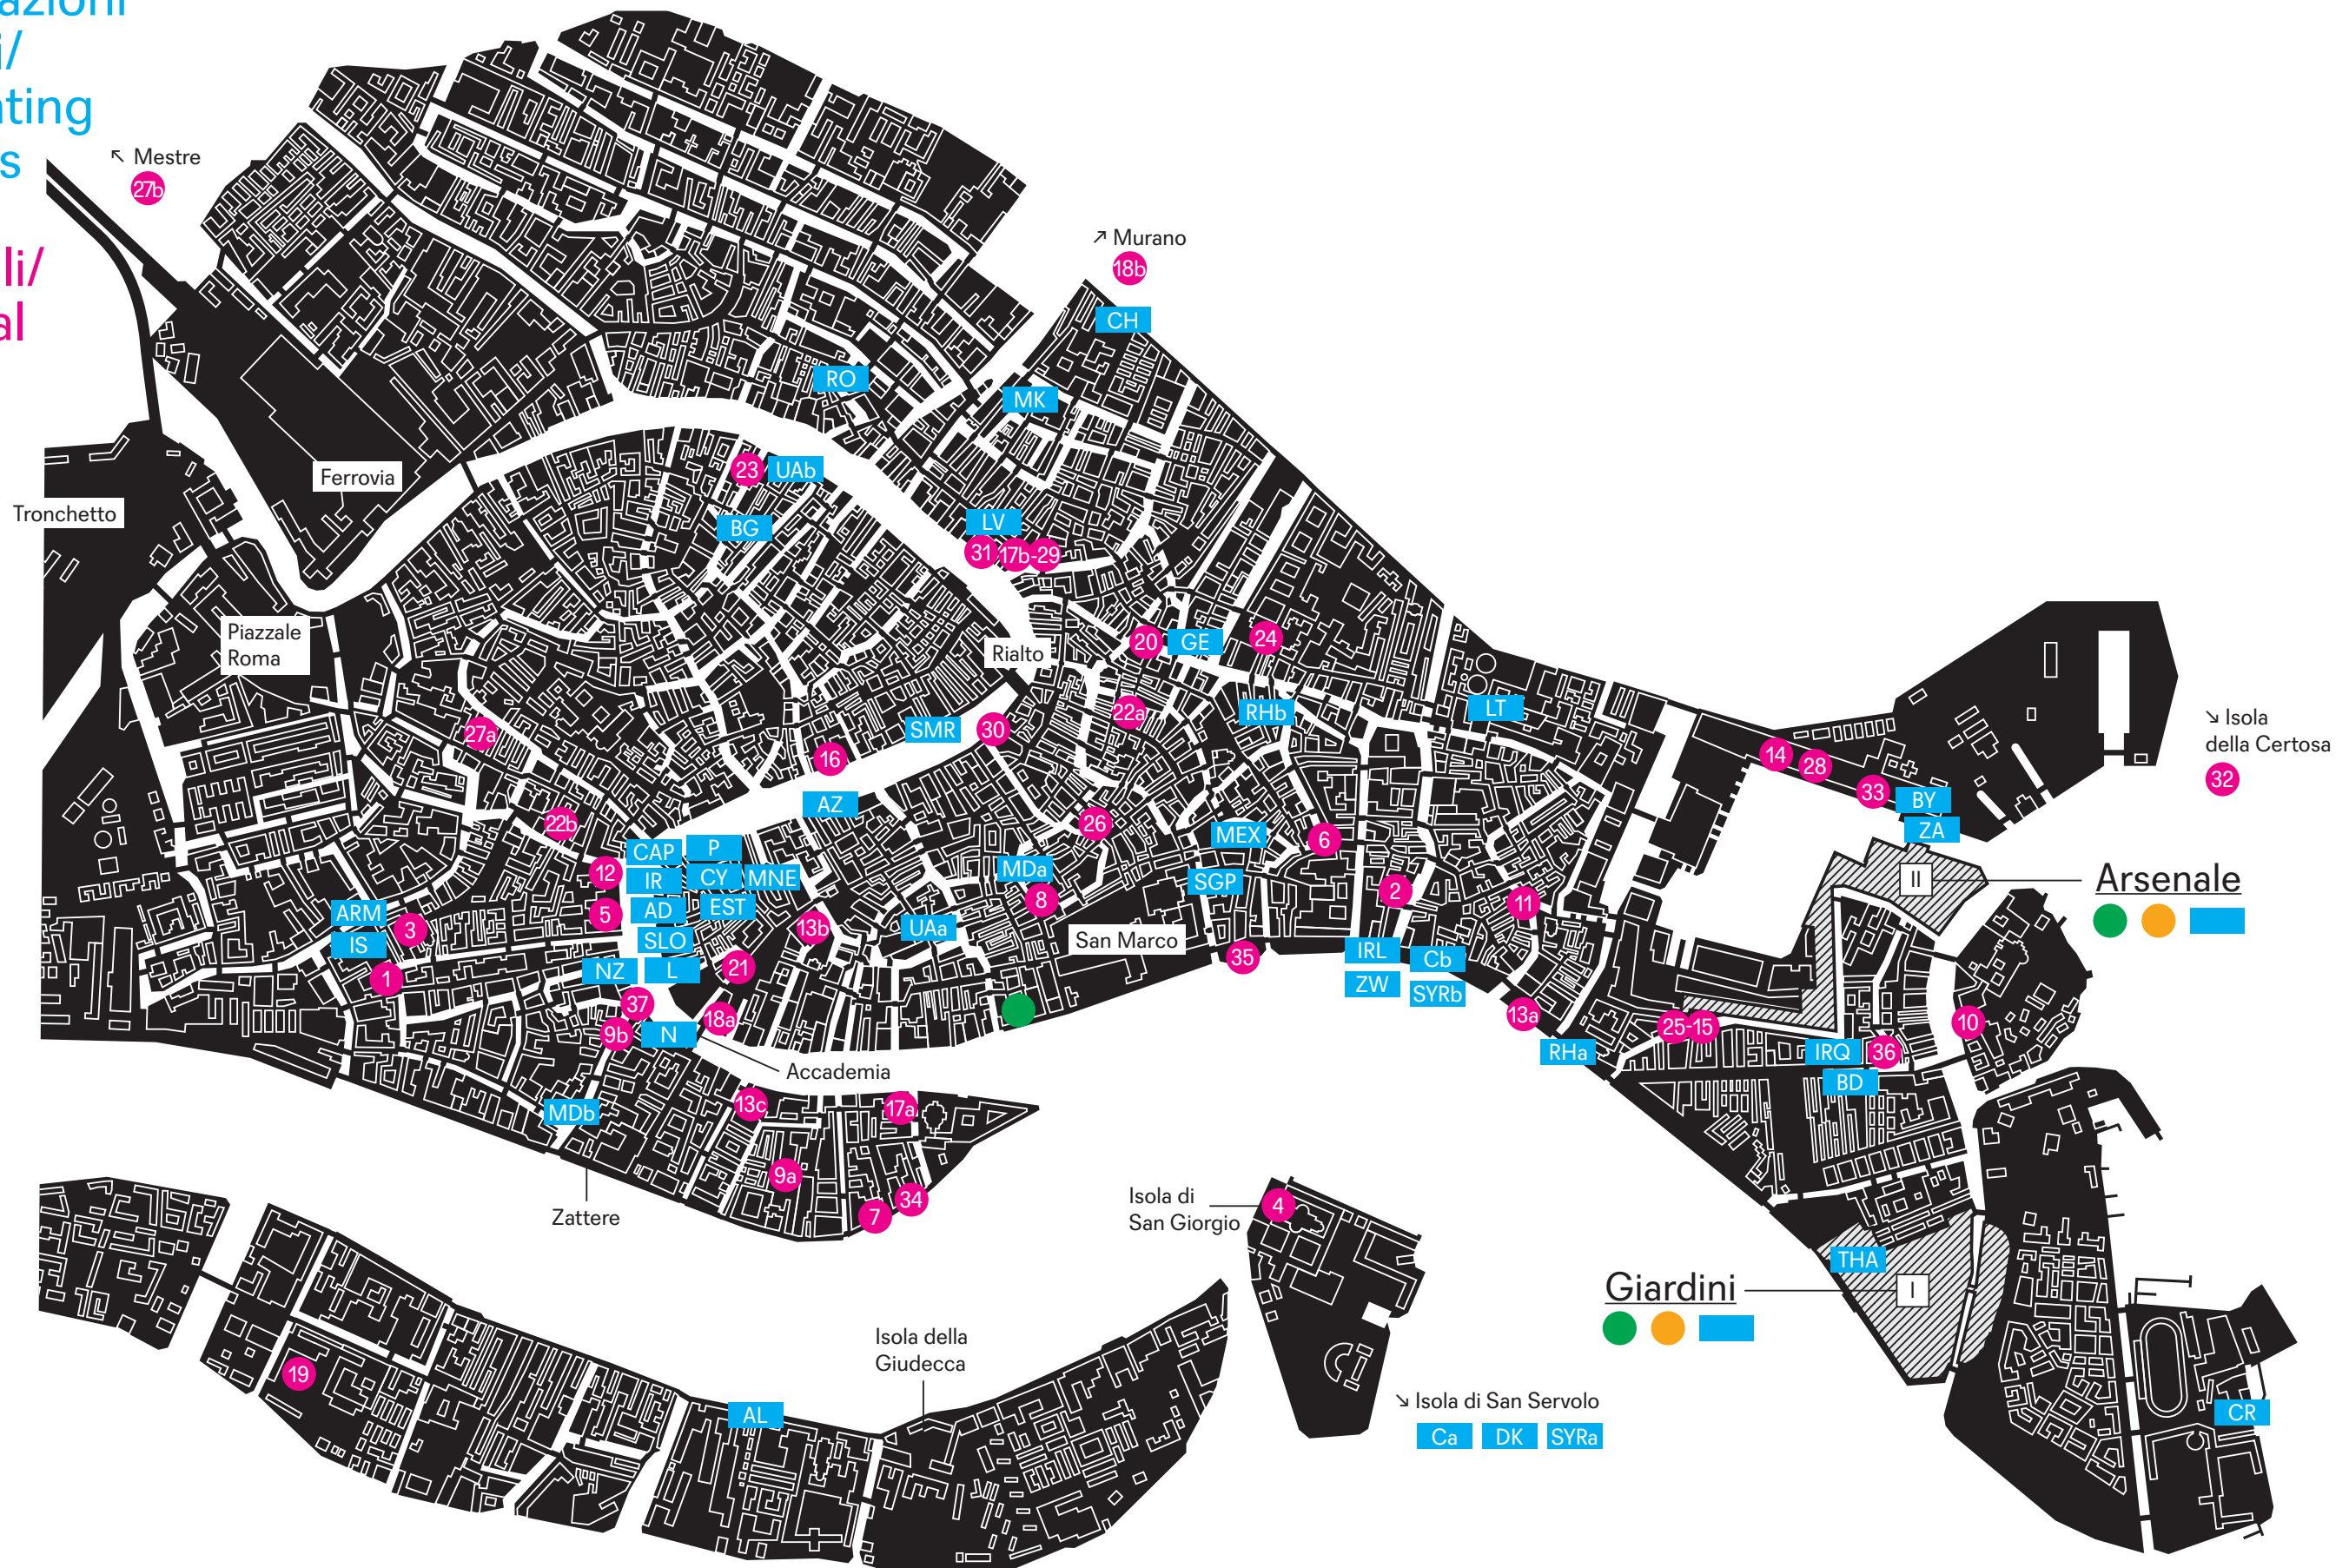 azioni
i/
ating
s
li/
al
↖ Mestre
27b
↗ Murano
18b
CH
RO
MK
Ferrovia
23
UAb
Tronchetto
BG
LV
31
17b-29
Piazzale
Roma
Rialto
20
GE
24
27a
SMR
30
22a
RHb
LT
↘ Isola
della Certosa
32
16
14
28
33
BY
ZA
AZ
22b
26
MEX
6
CAP
P
12
IR
CY
MNE
MDa
SGP
2
II
Arsenale
5
AD
EST
8
11
ARM
3
IS
SLO
13b
UAa
San Marco
35
IRL
Cb
1
NZ
L
21
ZW
SYRb
37
18a
13a
9b
N
25-15
10
Accademia
RHa
IRQ
36
BD
MDb
13c
17a
9a
Zattere
7
34
Isola di
San Giorgio
4
THA
Giardini
I
Isola della
Giudecca
19
AL
↘ Isola di San Servolo
Ca
DK
SYRa
CR